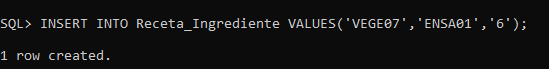 SQL> INSERT INTO Receta_Ingrediente VALUES('VEGE07','ENSA01','6');
1 row created.